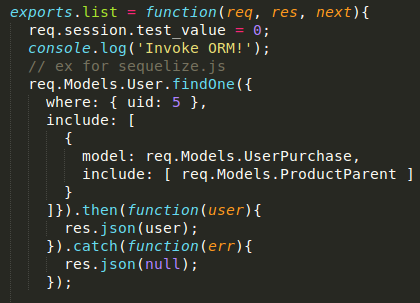 exports.list = function(req, res, next){
  req.session.test_value = 0;
  console.log('Invoke ORM!');
  // ex for sequelize.js
  req.Models.User.findOne({
    where: { uid: 5 },
    include: [
      {
        model: req.Models.UserPurchase,
        include: [ req.Models.ProductParent ]
      }
    ]}).then(function(user){
      res.json(user);
    }).catch(function(err){
      res.json(null);
    });